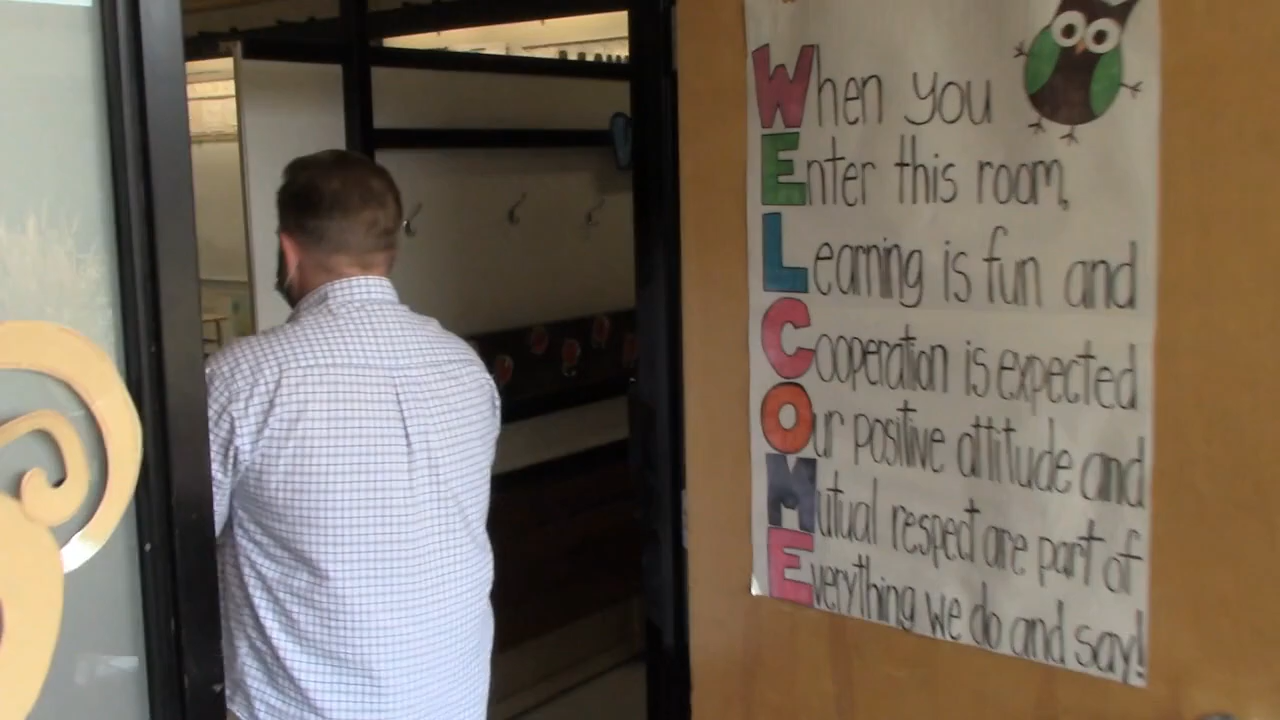 When you
Enter this room,
Learning is fun and
Cooperation is expected
Our positive attitude and
Mutual respect are part of
Everything we do and say!